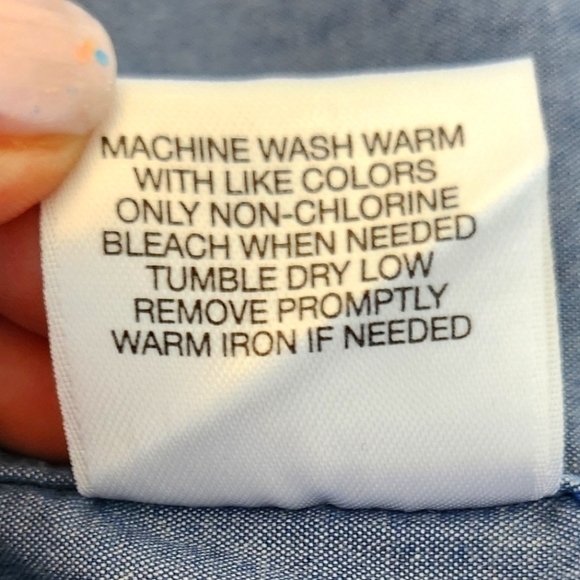 MACHINE WASH WARM
WITH LIKE COLORS
ONLY NON-CHLORINE
BLEACH WHEN NEEDED
TUMBLE DRY LOW
REMOVE PROMPTLY
WARM IRON IF NEEDED